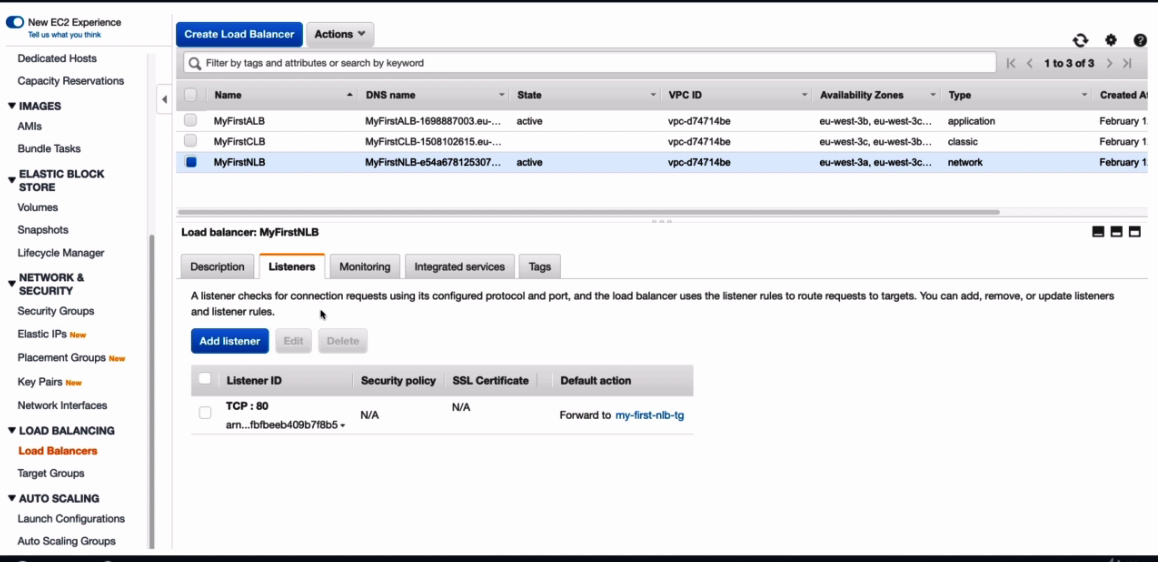 New EC2 Experience
Tell us what you think
Dedicated Hosts
Capacity Reservations
IMAGES
AMIs
Bundle Tasks
ELASTIC BLOCK
STORE
Volumes
Snapshots
Lifecycle Manager
NETWORK &
SECURITY
Security Groups
Elastic IPs New
Placement Groups New
Key Pairs New
Network Interfaces
LOAD BALANCING
Load Balancers
Target Groups
AUTO SCALING
Launch Configurations
Auto Scaling Groups
Create Load Balancer Actions
Filter by tags and attributes or search by keyword
1 to 3 of 3
Name DNS name State VPC ID Availability Zones Type Created At
MyFirstALB MyFirstALB-1698887003.eu-... active vpc-d74714be eu-west-3b, eu-west-3c... application February 1
MyFirstCLB MyFirstCLB-1508102615.eu-... vpc-d74714be eu-west-3c, eu-west-3b... classic February 1
MyFirstNLB MyFirstNLB-e54a678125307... active vpc-d74714be eu-west-3a, eu-west-3c... network February 1
Load balancer: MyFirstNLB
Description Listeners Monitoring Integrated services Tags
A listener checks for connection requests using its configured protocol and port, and the load balancer uses the listener rules to route requests to targets. You can add, remove, or update listeners
and listener rules.
Add listener Edit Delete
Listener ID Security policy SSL Certificate Default action
TCP : 80 N/A N/A Forward to my-first-nlb-tg
arn...fbfbeeb409b7f8b5